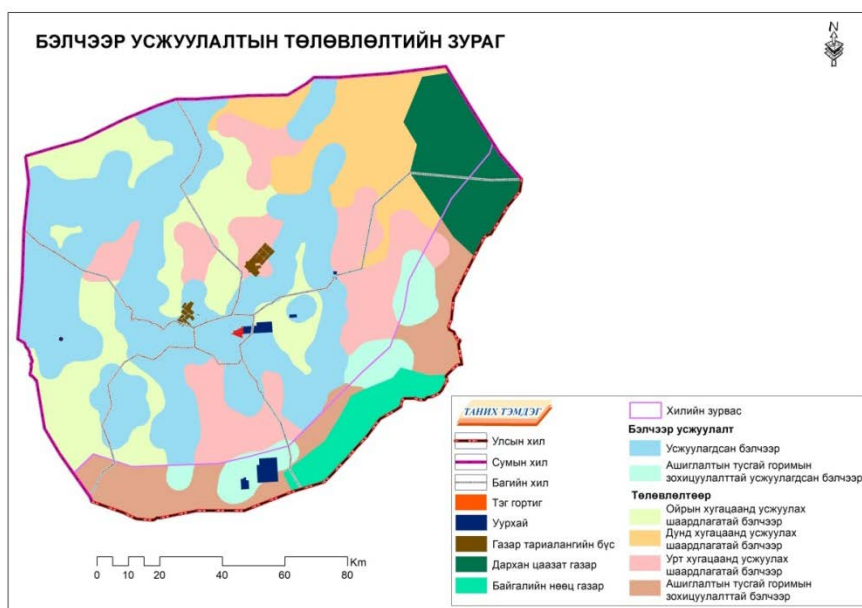 БЭЛЧЭЭР УСЖУУЛАЛТЫН ТӨЛӨВЛӨЛТИЙН ЗУРАГ
N
ТАНИХ ТЭМДЭГ
Улсын хил
Сумын хил
Багийн хил
Тэг гортиг
Уурхай
Газар тариалангийн бүс
Дархан цаазат газар
Байгалийн нөөц газар
Хилийн зурвас
Бэлчээр усжуулалт
Усжуулагдсан бэлчээр
Ашиглалтын тусгай горимын
зохицуулалттай усжуулагдсан бэлчээр
Төлөвлөлтөөр
Ойрын хугацаанд усжуулах
шаардлагатай бэлчээр
Дунд хугацаанд усжуулах
шаардлагатай бэлчээр
Урт хугацаанд усжуулах
шаардлагатай бэлчээр
Ашиглалтын тусгай горимын
зохицуулалттай бэлчээр
Km
0 10 20 40 60 80